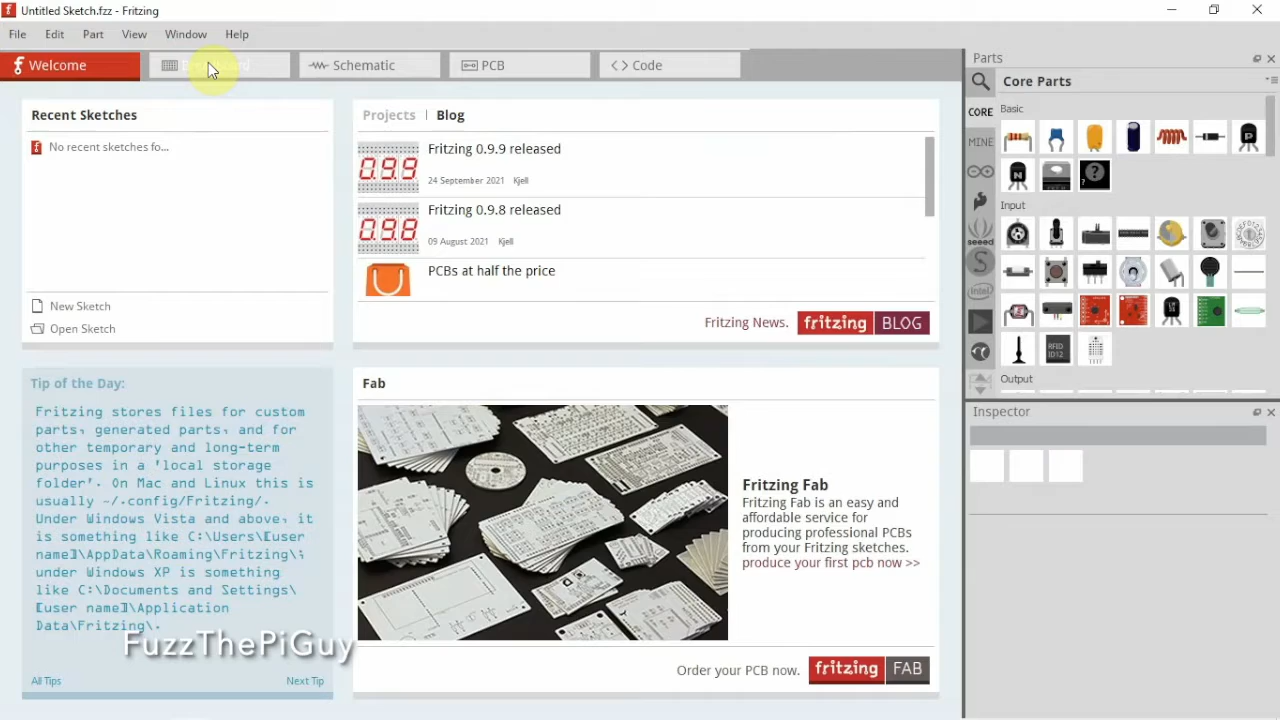 Untitled Sketch.fzz - Fritzing
File Edit Part View Window Help
Welcome
Schematic
PCB
Code
Recent Sketches
No recent sketches fo...
New Sketch
Open Sketch
Projects | Blog
Fritzing 0.9.9 released
24 September 2021 Kjell
Fritzing 0.9.8 released
09 August 2021 Kjell
PCBs at half the price
Fritzing News. fritzing BLOG
Tip of the Day:
Fritzing stores files for custom
parts, generated parts, and for
other temporary and long-term
purposes in a 'local storage
folder'. On Mac and Linux this is
usually ~/.config/Fritzing/.
Under Windows Vista and above, it
is something like C:\Users\[user
name]\AppData\Roaming\Fritzing\;
under Windows XP is something
like C:\Documents and Settings\
[user name]\Application
Data\Fritzing\.
All Tips
Next Tip
Fab
Fritzing Fab
Fritzing Fab is an easy and
affordable service for
producing professional PCBs
from your Fritzing sketches.
produce your first pcb now >>
Order your PCB now. fritzing FAB
Parts
Core Parts
CORE
MINE
seeed
intel
Basic
Input
Output
Inspector
FuzzThePiGuy